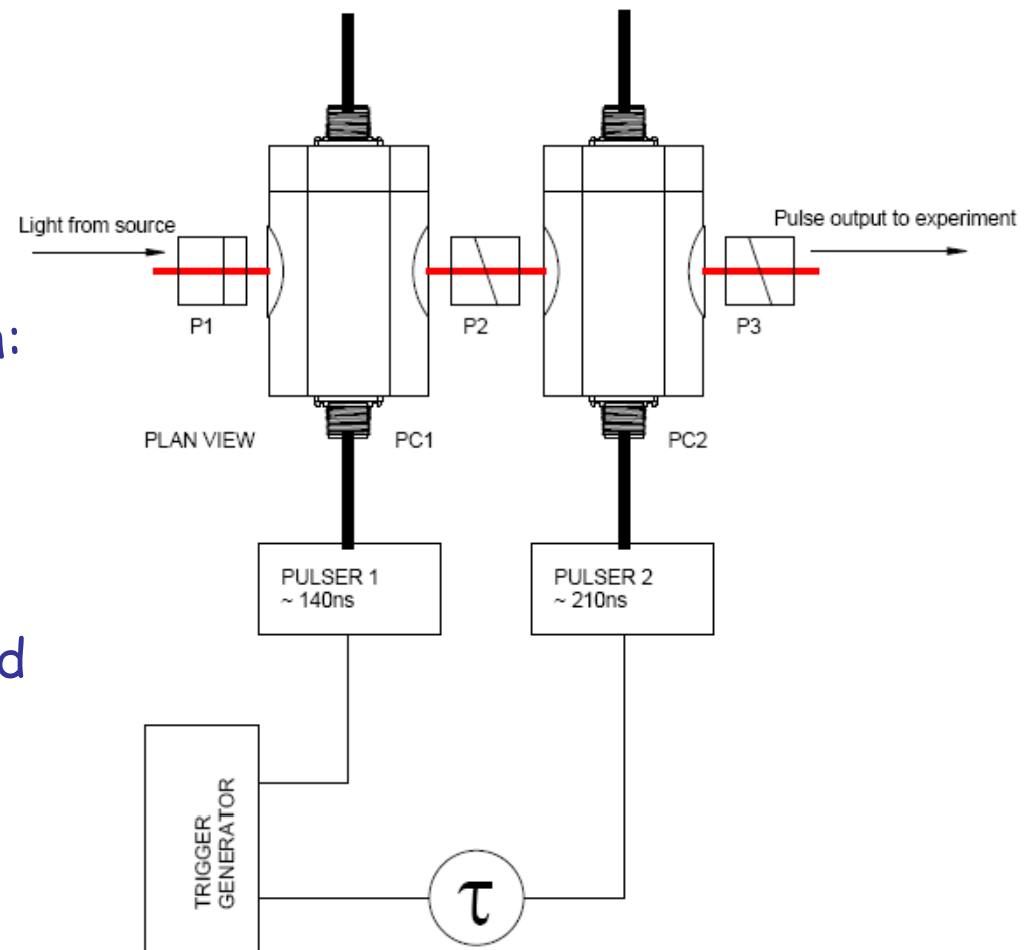 Light from source
Pulse output to experiment
P1
P2
P3
PLAN VIEW
PC1
PC2
PULSER 1
~ 140ns
PULSER 2
~ 210ns
TRIGGER
GENERATOR
τ